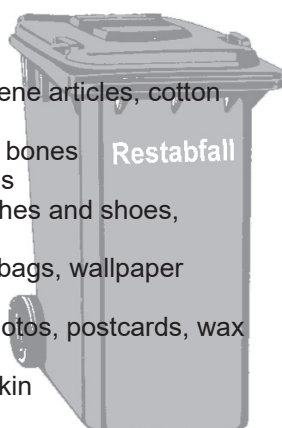 ene articles, cotton
bones
Restabfall
s
hes and shoes,
bags, wallpaper
otos, postcards, wax
kin